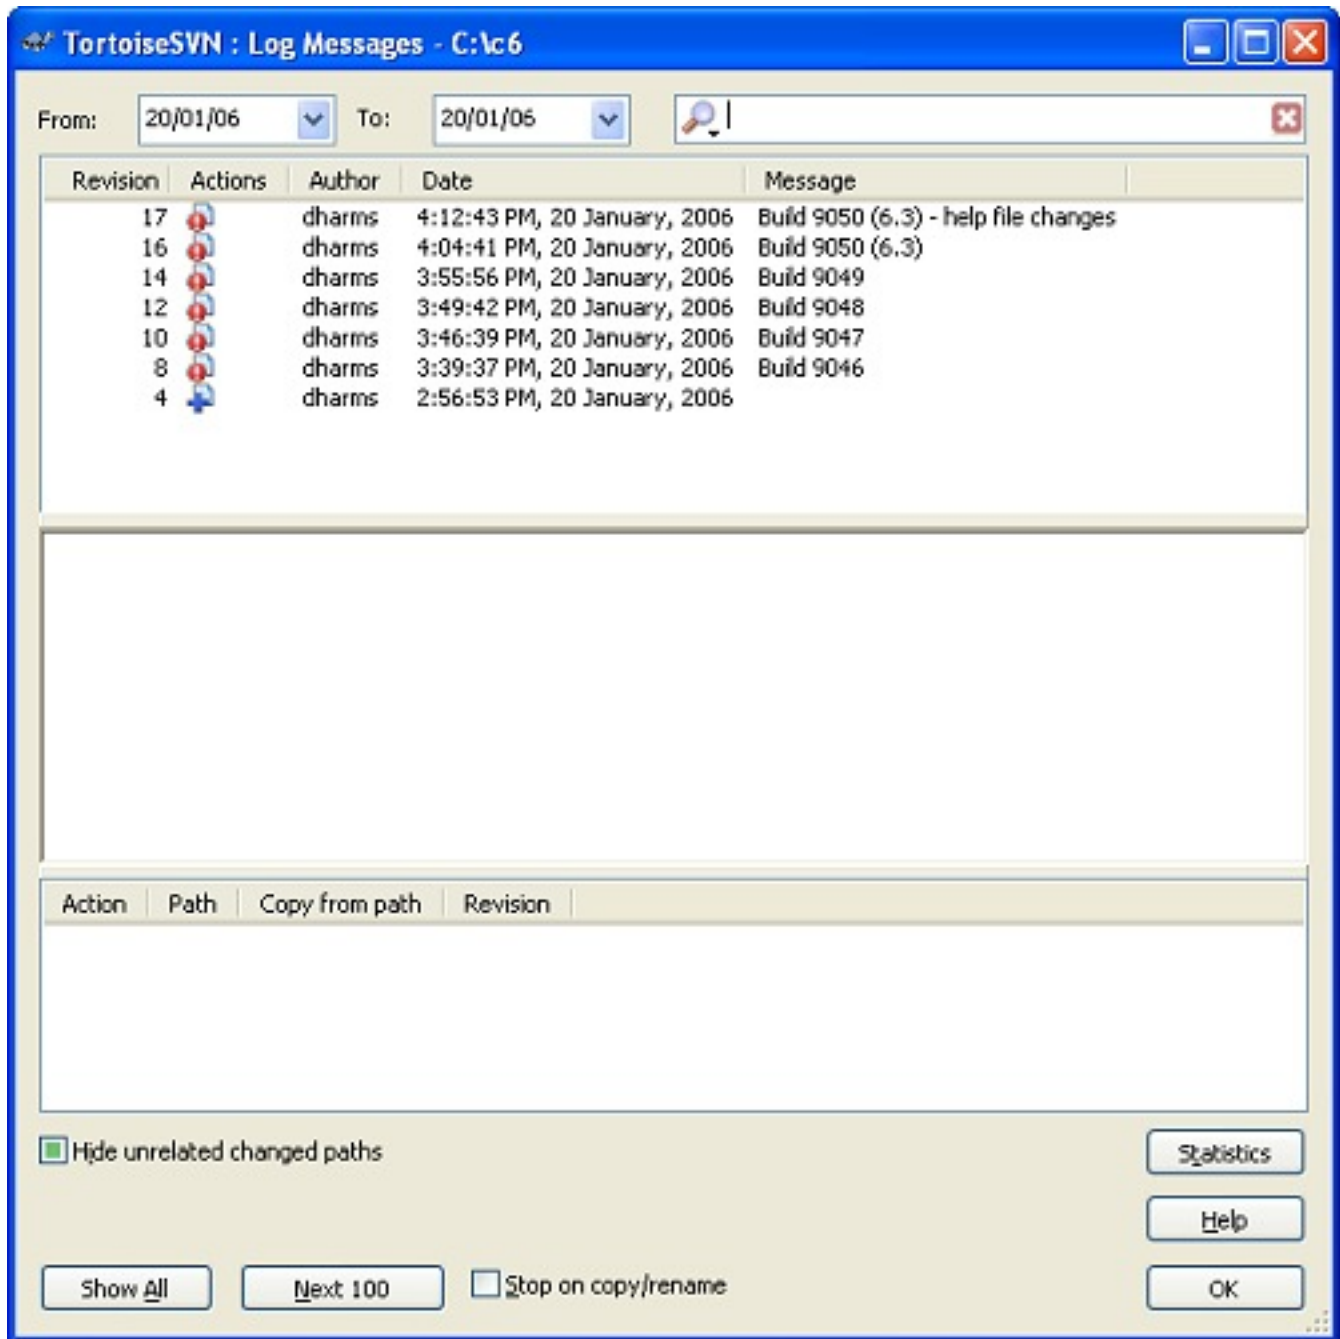 TortoiseSVN : Log Messages - C:\c6
From: 20/01/06 To: 20/01/06
Revision Actions Author Date Message
17 dharms 4:12:43 PM, 20 January, 2006 Build 9050 (6.3) - help file changes
16 dharms 4:04:41 PM, 20 January, 2006 Build 9050 (6.3)
14 dharms 3:55:56 PM, 20 January, 2006 Build 9049
12 dharms 3:49:42 PM, 20 January, 2006 Build 9048
10 dharms 3:46:39 PM, 20 January, 2006 Build 9047
8 dharms 3:39:37 PM, 20 January, 2006 Build 9046
4 dharms 2:56:53 PM, 20 January, 2006
Action Path Copy from path Revision
Hide unrelated changed paths
Statistics
Help
Show All Next 100 Stop on copy/rename OK